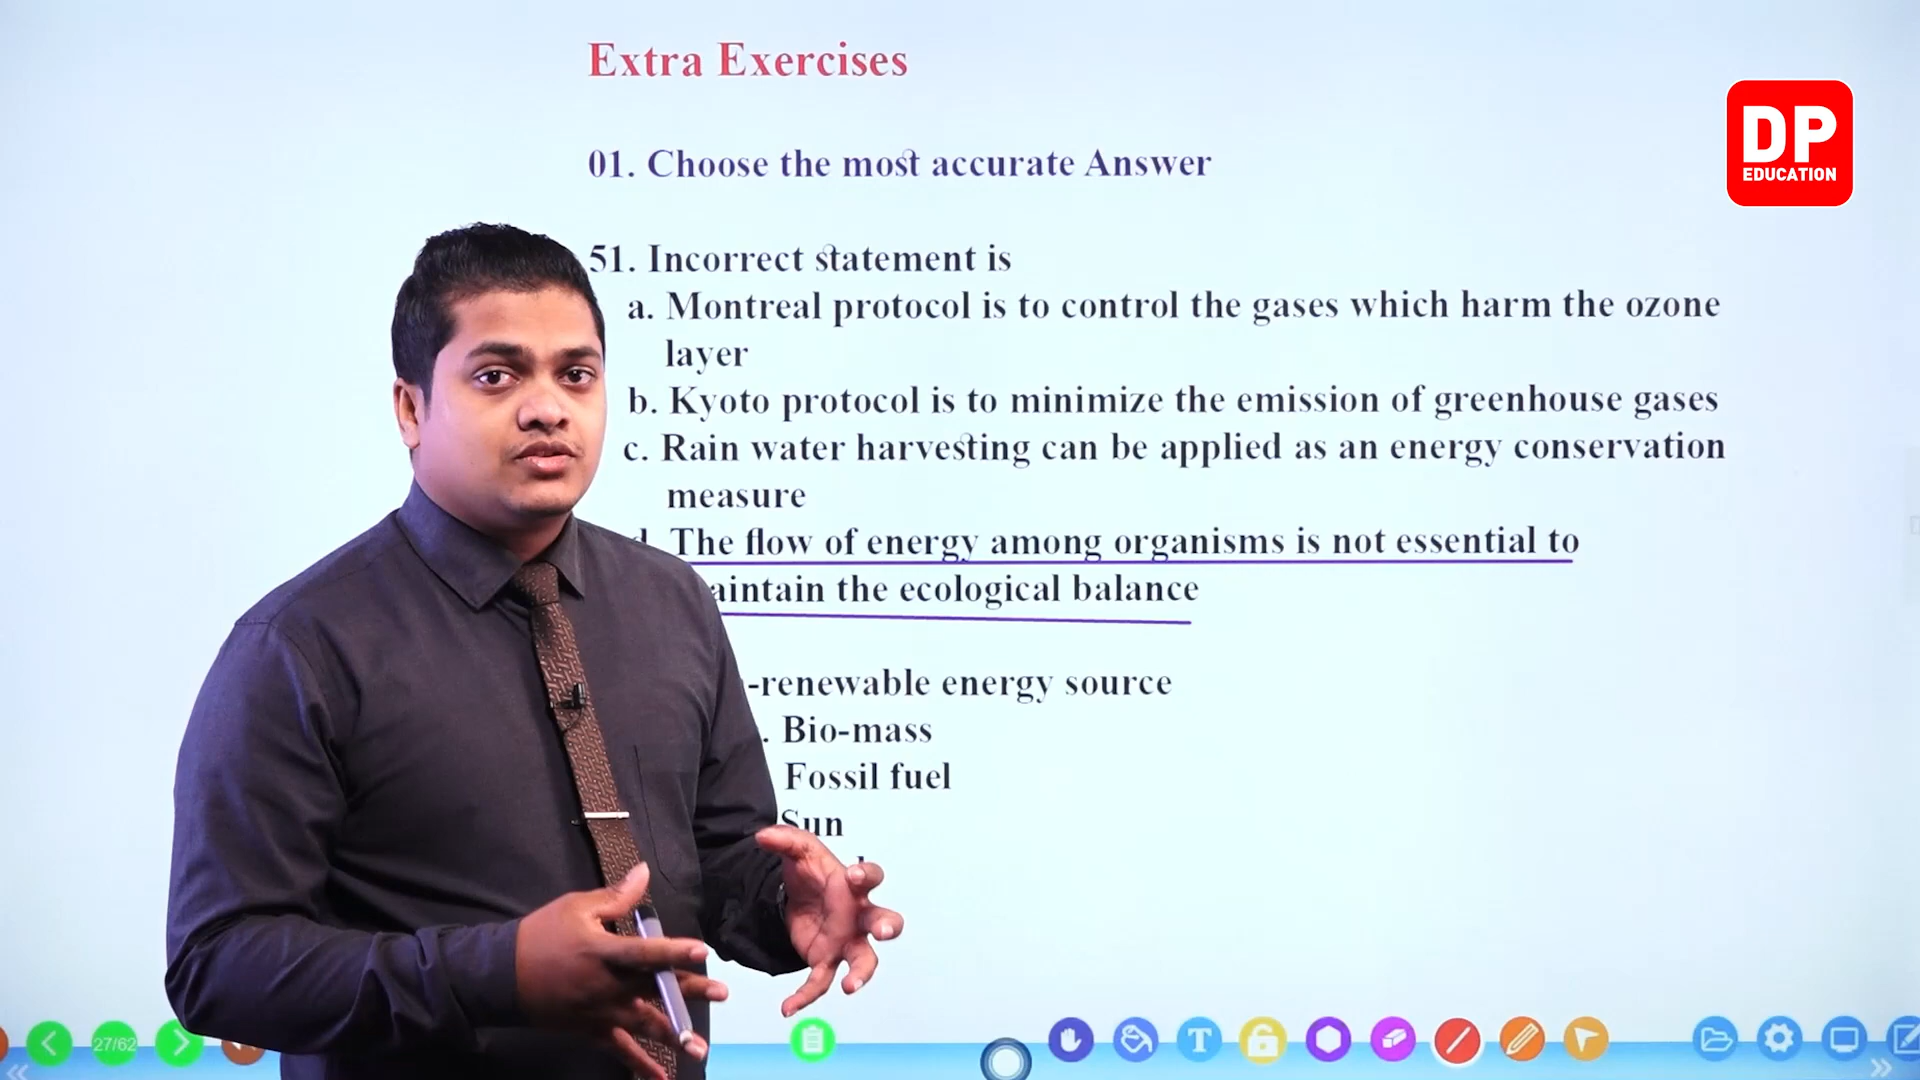 Extra Exercises
DP
EDUCATION
01. Choose the most accurate Answer
51. Incorrect statement is
a. Montreal protocol is to control the gases which harm the ozone
layer
b. Kyoto protocol is to minimize the emission of greenhouse gases
c. Rain water harvesting can be applied as an energy conservation
measure
d. The flow of energy among organisms is not essential to
aintain the ecological balance
-renewable energy source
. Bio-mass
Fossil fuel
Sun
27/62
T